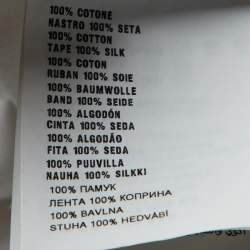 100% COTONE
NASTRO 100% SETA
100% COTTON
TAPE 100% SILK
100% COTON
RUBAN 100% SOIE
100% BAUMWOLLE
BAND 100% SEIDE
100% ALGODÓN
CINTA 100% SEDA
100% ALGODÃO
FITA 100% SEDA
100% PUUVILLA
NAUHA 100% SILKKI
100% ПАМУК
ЛЕНТА 100% КОПРИНА
100% BAVLNA
STUHA 100% HEDVÁBÍ